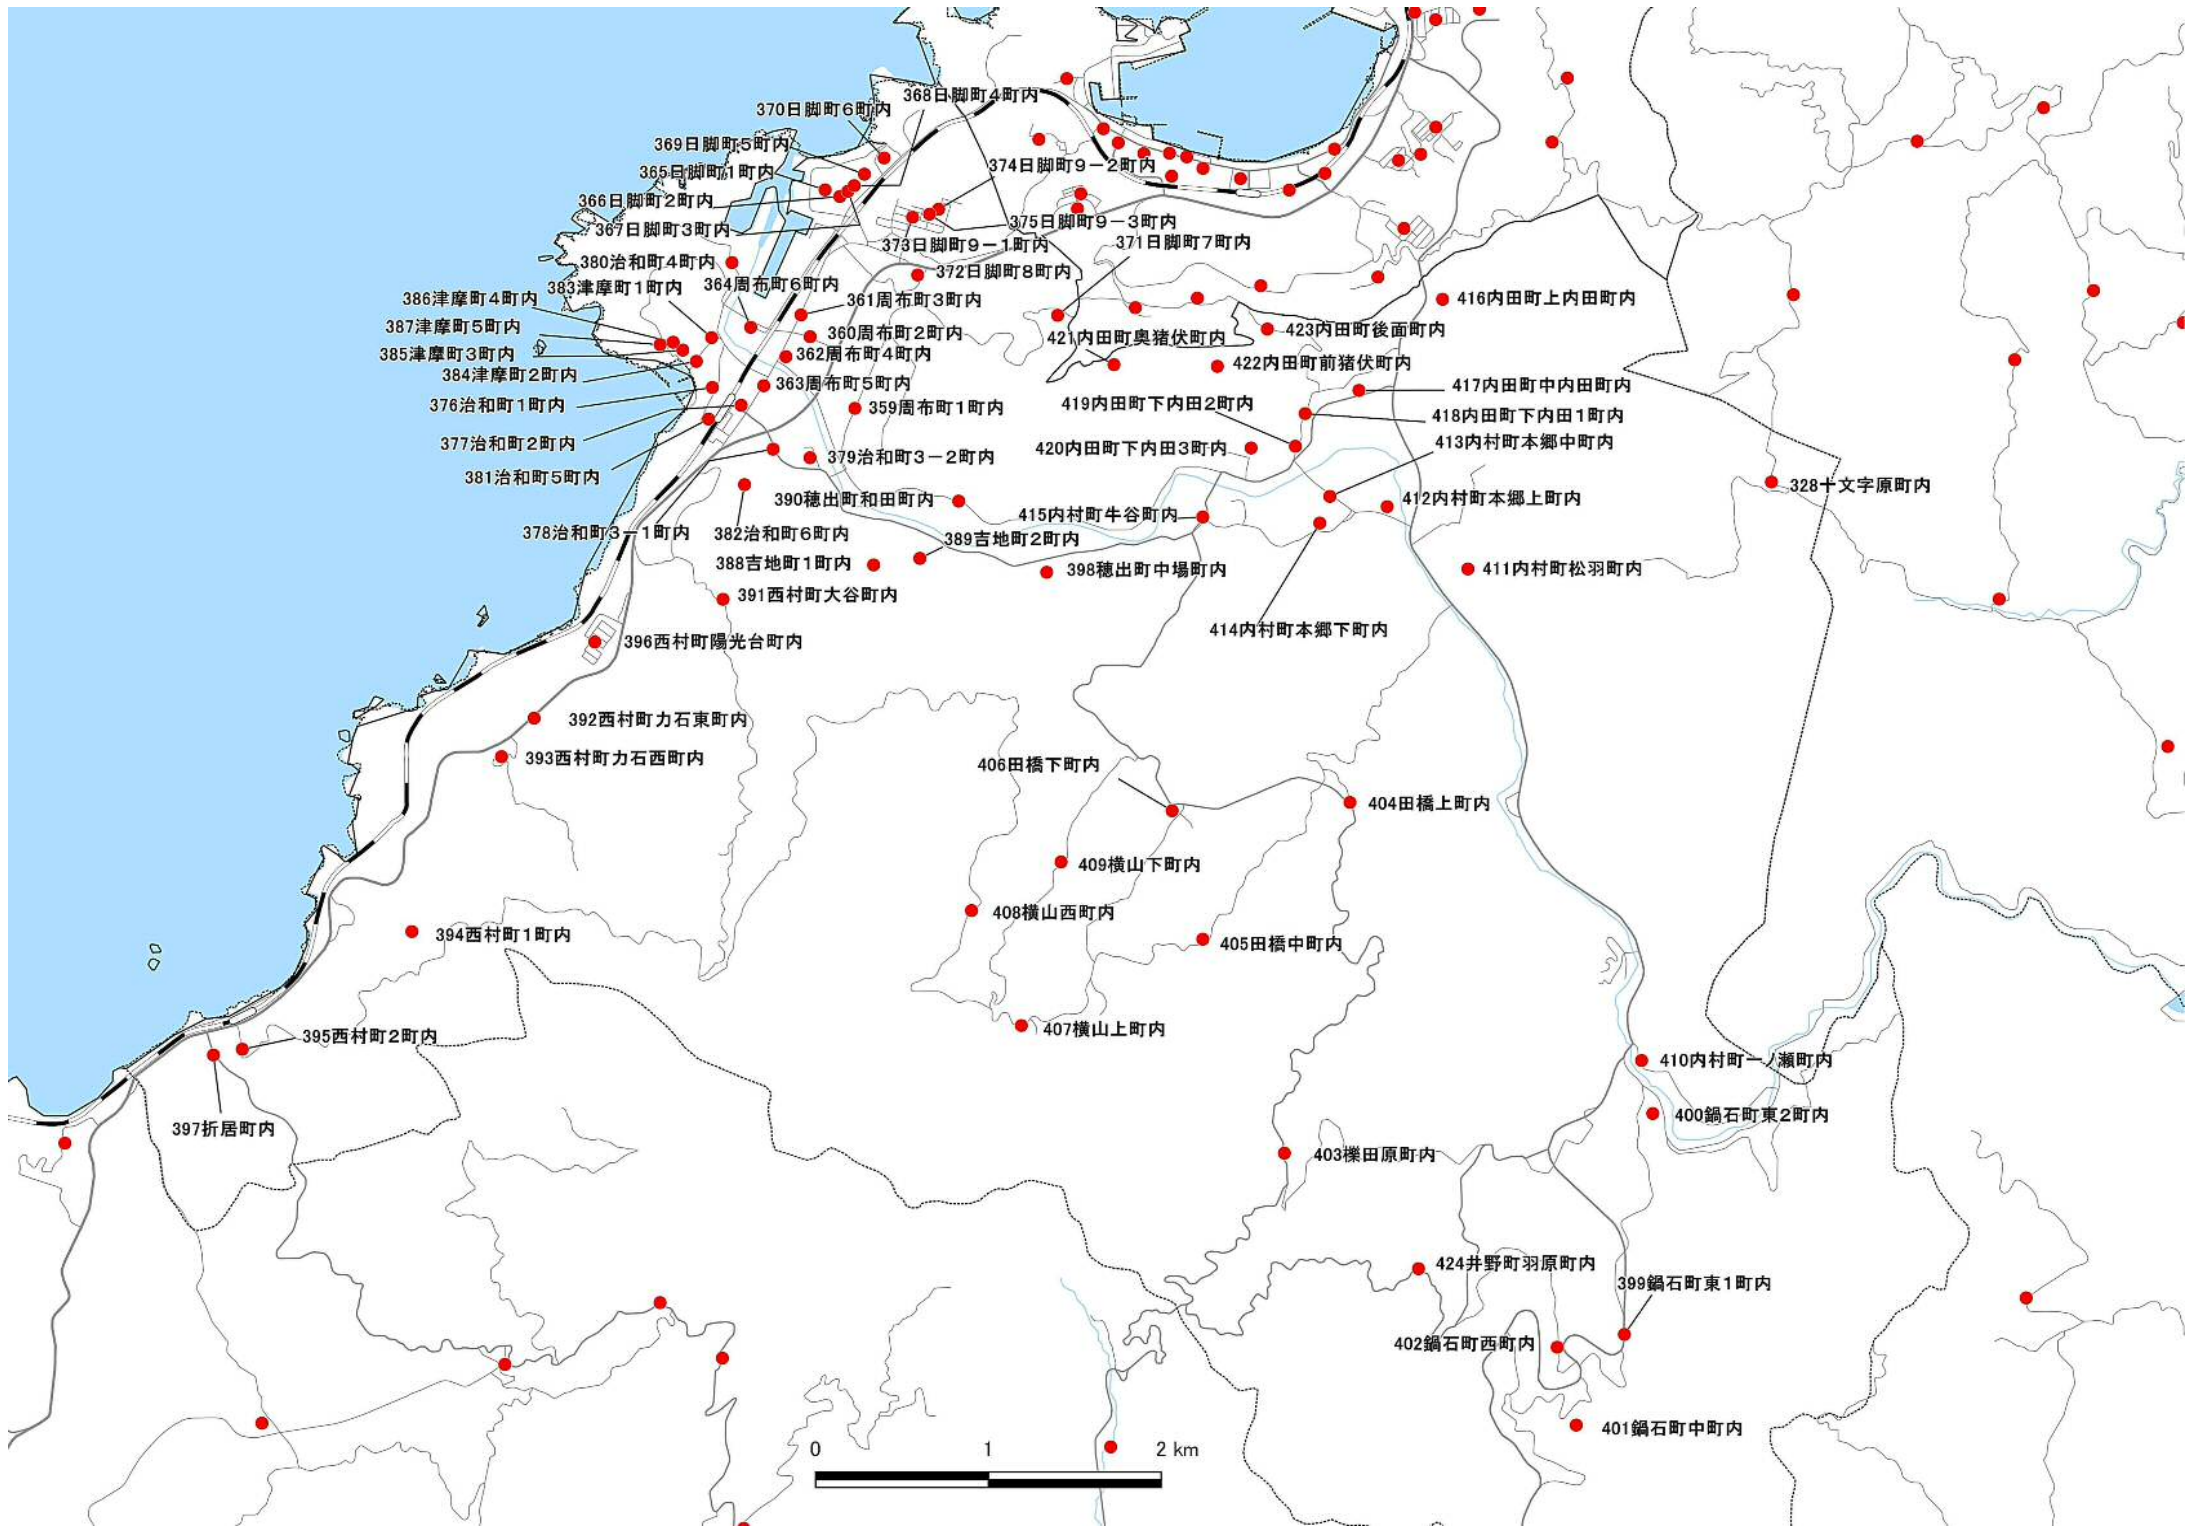 368日脚町4町内
370日脚町6町内
369日脚町5町内
374日脚町9-2町内
365日脚町1町内
366日脚町2町内
375日脚町9-3町内
367日脚町3町内
373日脚町9-1町内
371日脚町7町内
380治和町4町内
372日脚町8町内
364周布町6町内
383津摩町1町内
386津摩町4町内
361周布町3町内
416内田町上内田町内
387津摩町5町内
360周布町2町内
423内田町後面町内
421内田町奥猪伏町内
385津摩町3町内
362周布町4町内
422内田町前猪伏町内
384津摩町2町内
363周布町5町内
417内田町中内田町内
376治和町1町内
359周布町1町内
419内田町下内田2町内
418内田町下内田1町内
377治和町2町内
413内村町本郷中町内
420内田町下内田3町内
379治和町3-2町内
381治和町5町内
328十文字原町内
390穂出町和田町内
412内村町本郷上町内
415内村町牛谷町内
378治和町3-1町内
382治和町6町内
389吉地町2町内
388吉地町1町内
398穂出町中場町内
411内村町松羽町内
391西村町大谷町内
414内村町本郷下町内
396西村町陽光台町内
392西村町力石東町内
393西村町力石西町内
406田橋下町内
404田橋上町内
409横山下町内
408横山西町内
394西村町1町内
405田橋中町内
407横山上町内
395西村町2町内
410内村町一ノ瀬町内
400鍋石町東2町内
397折居町内
403櫟田原町内
424井野町羽原町内
399鍋石町東1町内
402鍋石町西町内
401鍋石町中町内
0 1 2 km